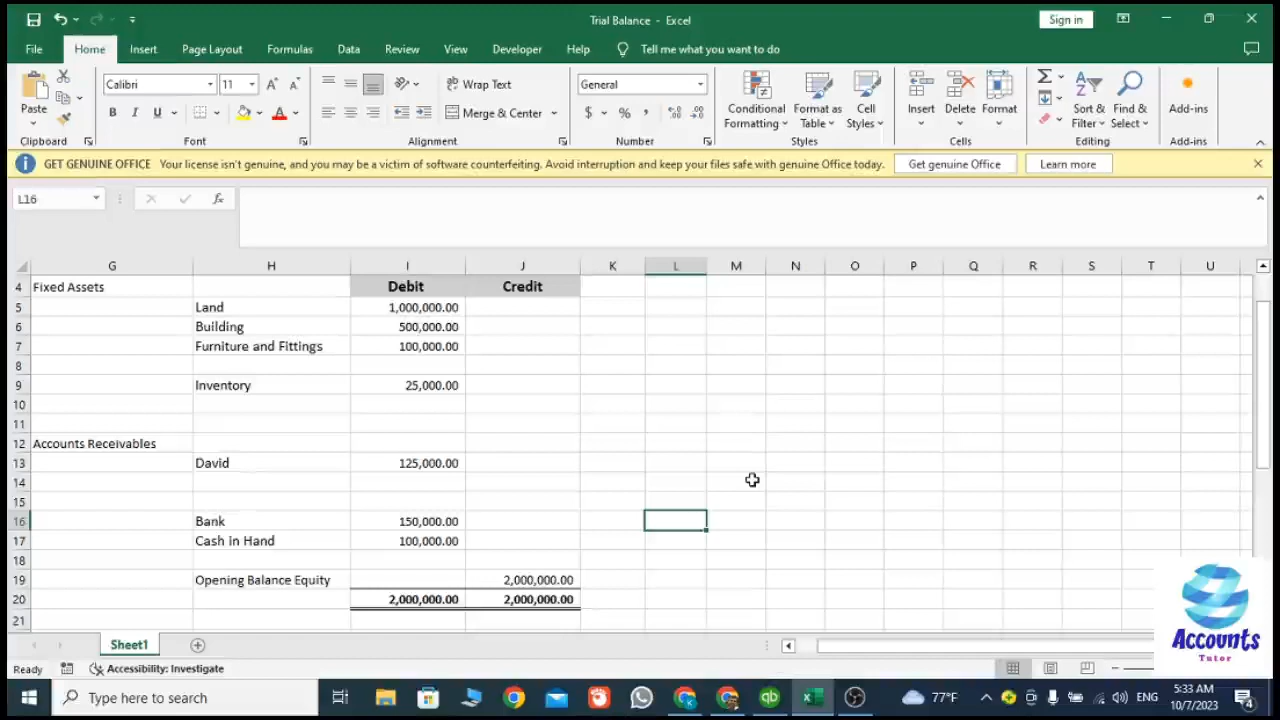 Trial Balance - Excel
Sign in
File Home Insert Page Layout Formulas Data Review View Developer Help Tell me what you want to do
Paste
Clipboard
Calibri 11
B I U
Font
Wrap Text
Merge & Center
Alignment
General
$ %
Number
Conditional Formatting
Format as Table
Cell Styles
Styles
Insert Delete Format
Cells
Sort & Filter
Find & Select
Editing
Add-ins
Add-ins
GET GENUINE OFFICE Your license isn't genuine, and you may be a victim of software counterfeiting. Avoid interruption and keep your files safe with genuine Office today. Get genuine Office Learn more
L16 fx
G H I J K L M N O P Q R S T U
4 Fixed Assets Debit Credit
5 Land 1,000,000.00
6 Building 500,000.00
7 Furniture and Fittings 100,000.00
8
9 Inventory 25,000.00
10
11
12 Accounts Receivables
13 David 125,000.00
14
15
16 Bank 150,000.00
17 Cash in Hand 100,000.00
18
19 Opening Balance Equity 2,000,000.00
20 2,000,000.00 2,000,000.00
21
Sheet1
Ready Accessibility: Investigate
Accounts
Tutor
Type here to search
qb
77°F
ENG
5:33 AM
10/7/2023
4